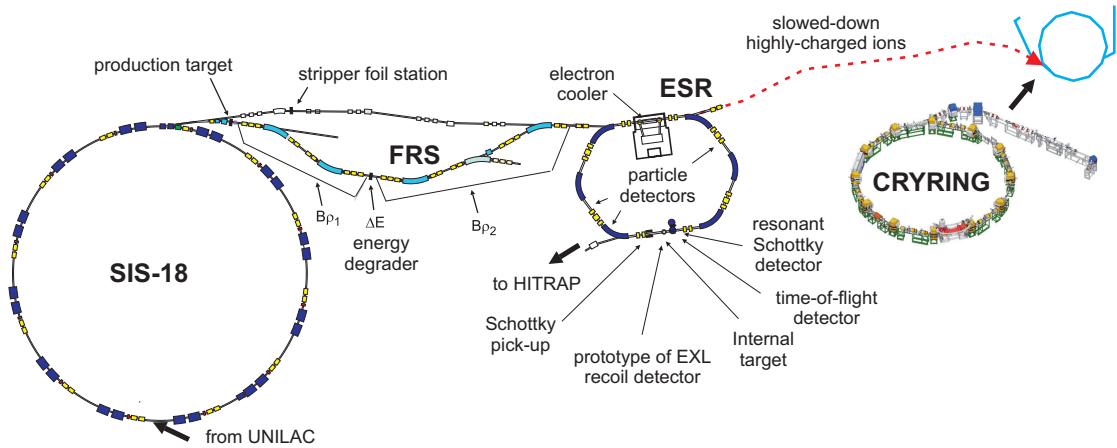 slowed-down
highly-charged ions
production target
stripper foil station
electron
cooler
ESR
FRS
particle
detectors
CRYRING
Bρ1
ΔE
energy
degrader
Bρ2
resonant
Schottky
detector
SIS-18
to HITRAP
time-of-flight
detector
Schottky
pick-up
Internal
target
prototype of EXL
recoil detector
from UNILAC